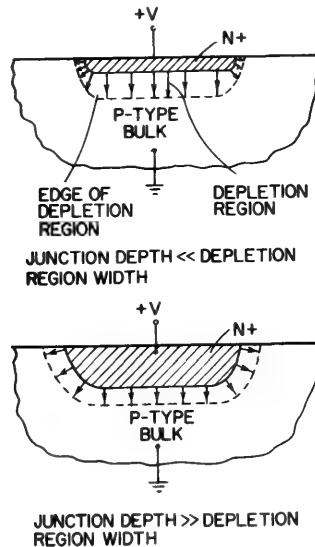 +V
N+
P-TYPE
BULK
EDGE OF
DEPLETION
REGION
DEPLETION
REGION
JUNCTION DEPTH << DEPLETION
REGION WIDTH
+V
N+
P-TYPE
BULK
JUNCTION DEPTH >> DEPLETION
REGION WIDTH